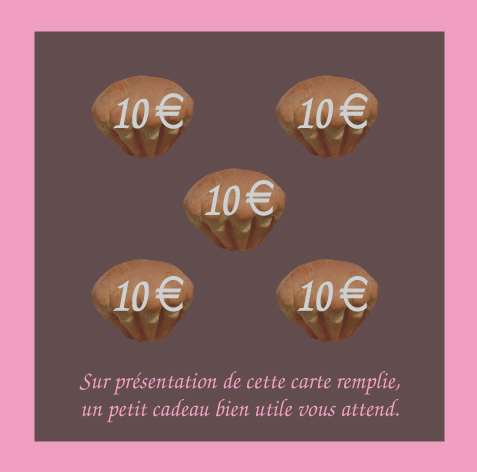 10 € 10 €
10 €
10 € 10 €
Sur présentation de cette carte remplie,
un petit cadeau bien utile vous attend.